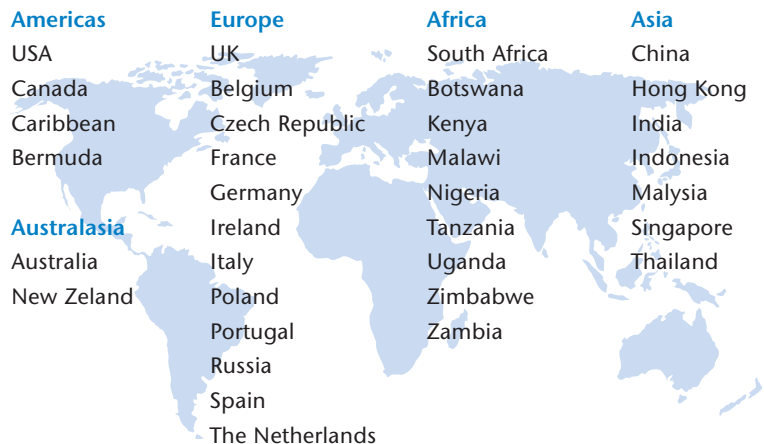 Americas
USA
Canada
Caribbean
Bermuda
Australasia
Australia
New Zeland
Europe
UK
Belgium
Czech Republic
France
Germany
Ireland
Italy
Poland
Portugal
Russia
Spain
The Netherlands
Africa
South Africa
Botswana
Kenya
Malawi
Nigeria
Tanzania
Uganda
Zimbabwe
Zambia
Asia
China
Hong Kong
India
Indonesia
Malysia
Singapore
Thailand